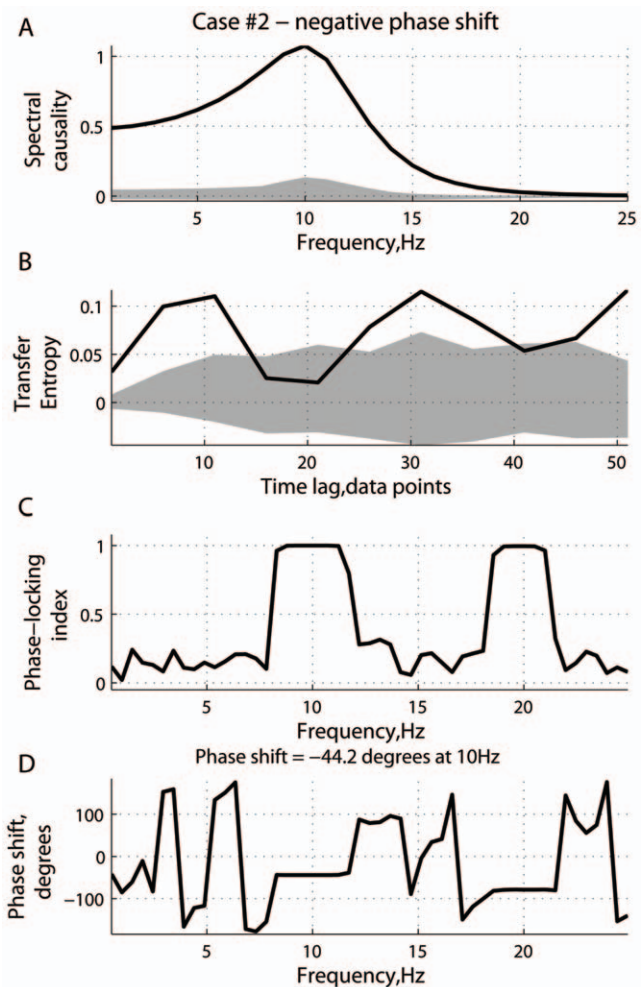 A
Case #2 – negative phase shift
Spectral
causality
1
0.5
0
5 10 15 20 25
Frequency,Hz
B
Transfer
Entropy
0.1
0.05
0
10 20 30 40 50
Time lag,data points
C
Phase–locking
index
1
0.5
0
5 10 15 20
Frequency,Hz
D
Phase shift = −44.2 degrees at 10Hz
Phase shift,
degrees
100
0
−100
5 10 15 20
Frequency,Hz